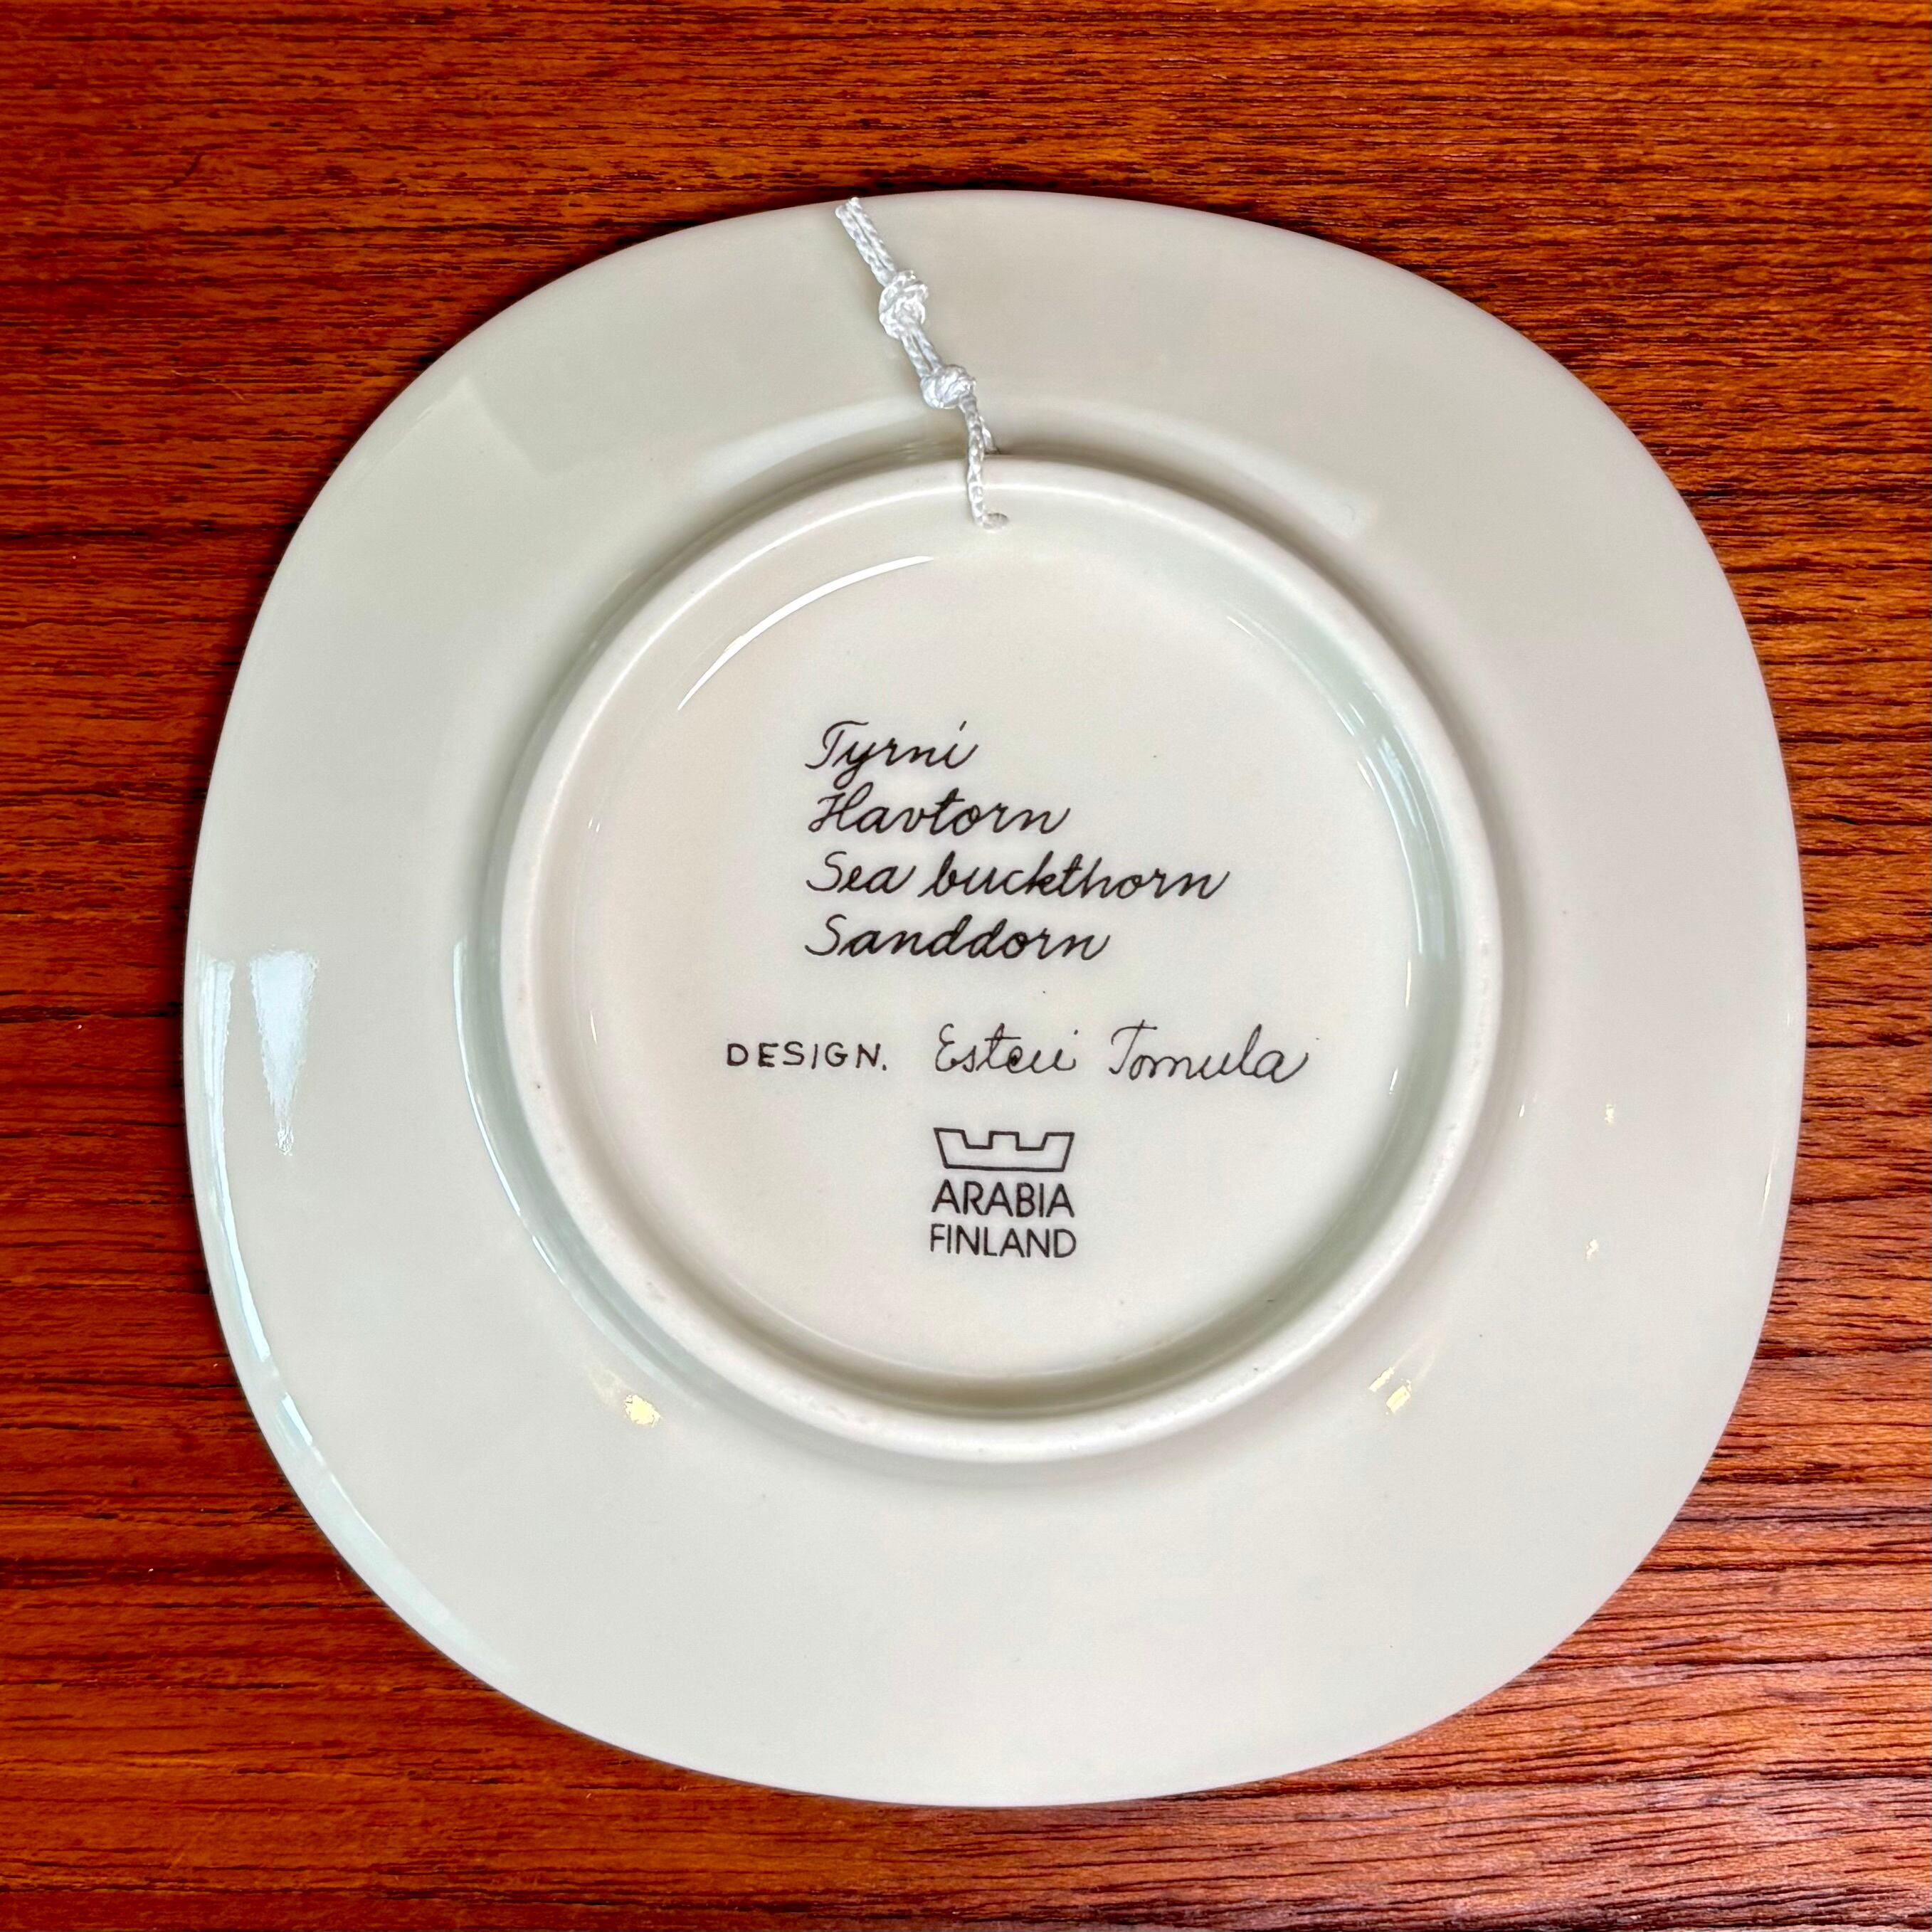 Tyrni
Havtorn
Sea buckthorn
Sanddorn
DESIGN. Esteri Tomula
ARABIA
FINLAND